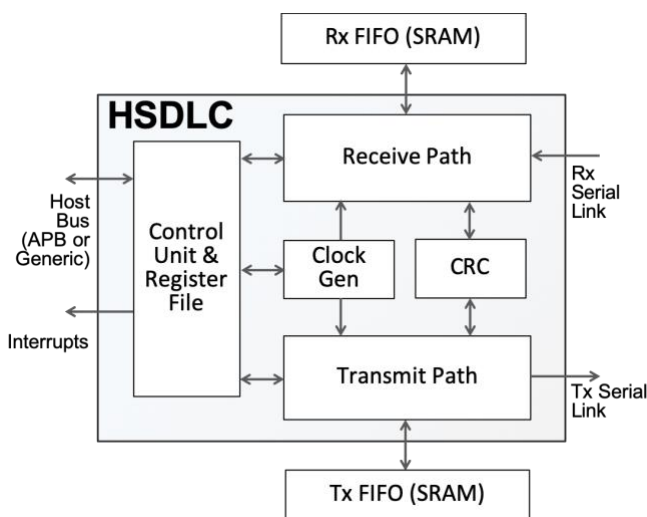 Rx FIFO (SRAM)
HSDLC
Receive Path
Rx
Serial
Link
Host
Bus
(APB or
Generic)
Control
Unit &
Register
File
Clock
Gen
CRC
Interrupts
Transmit Path
Tx Serial
Link
Tx FIFO (SRAM)